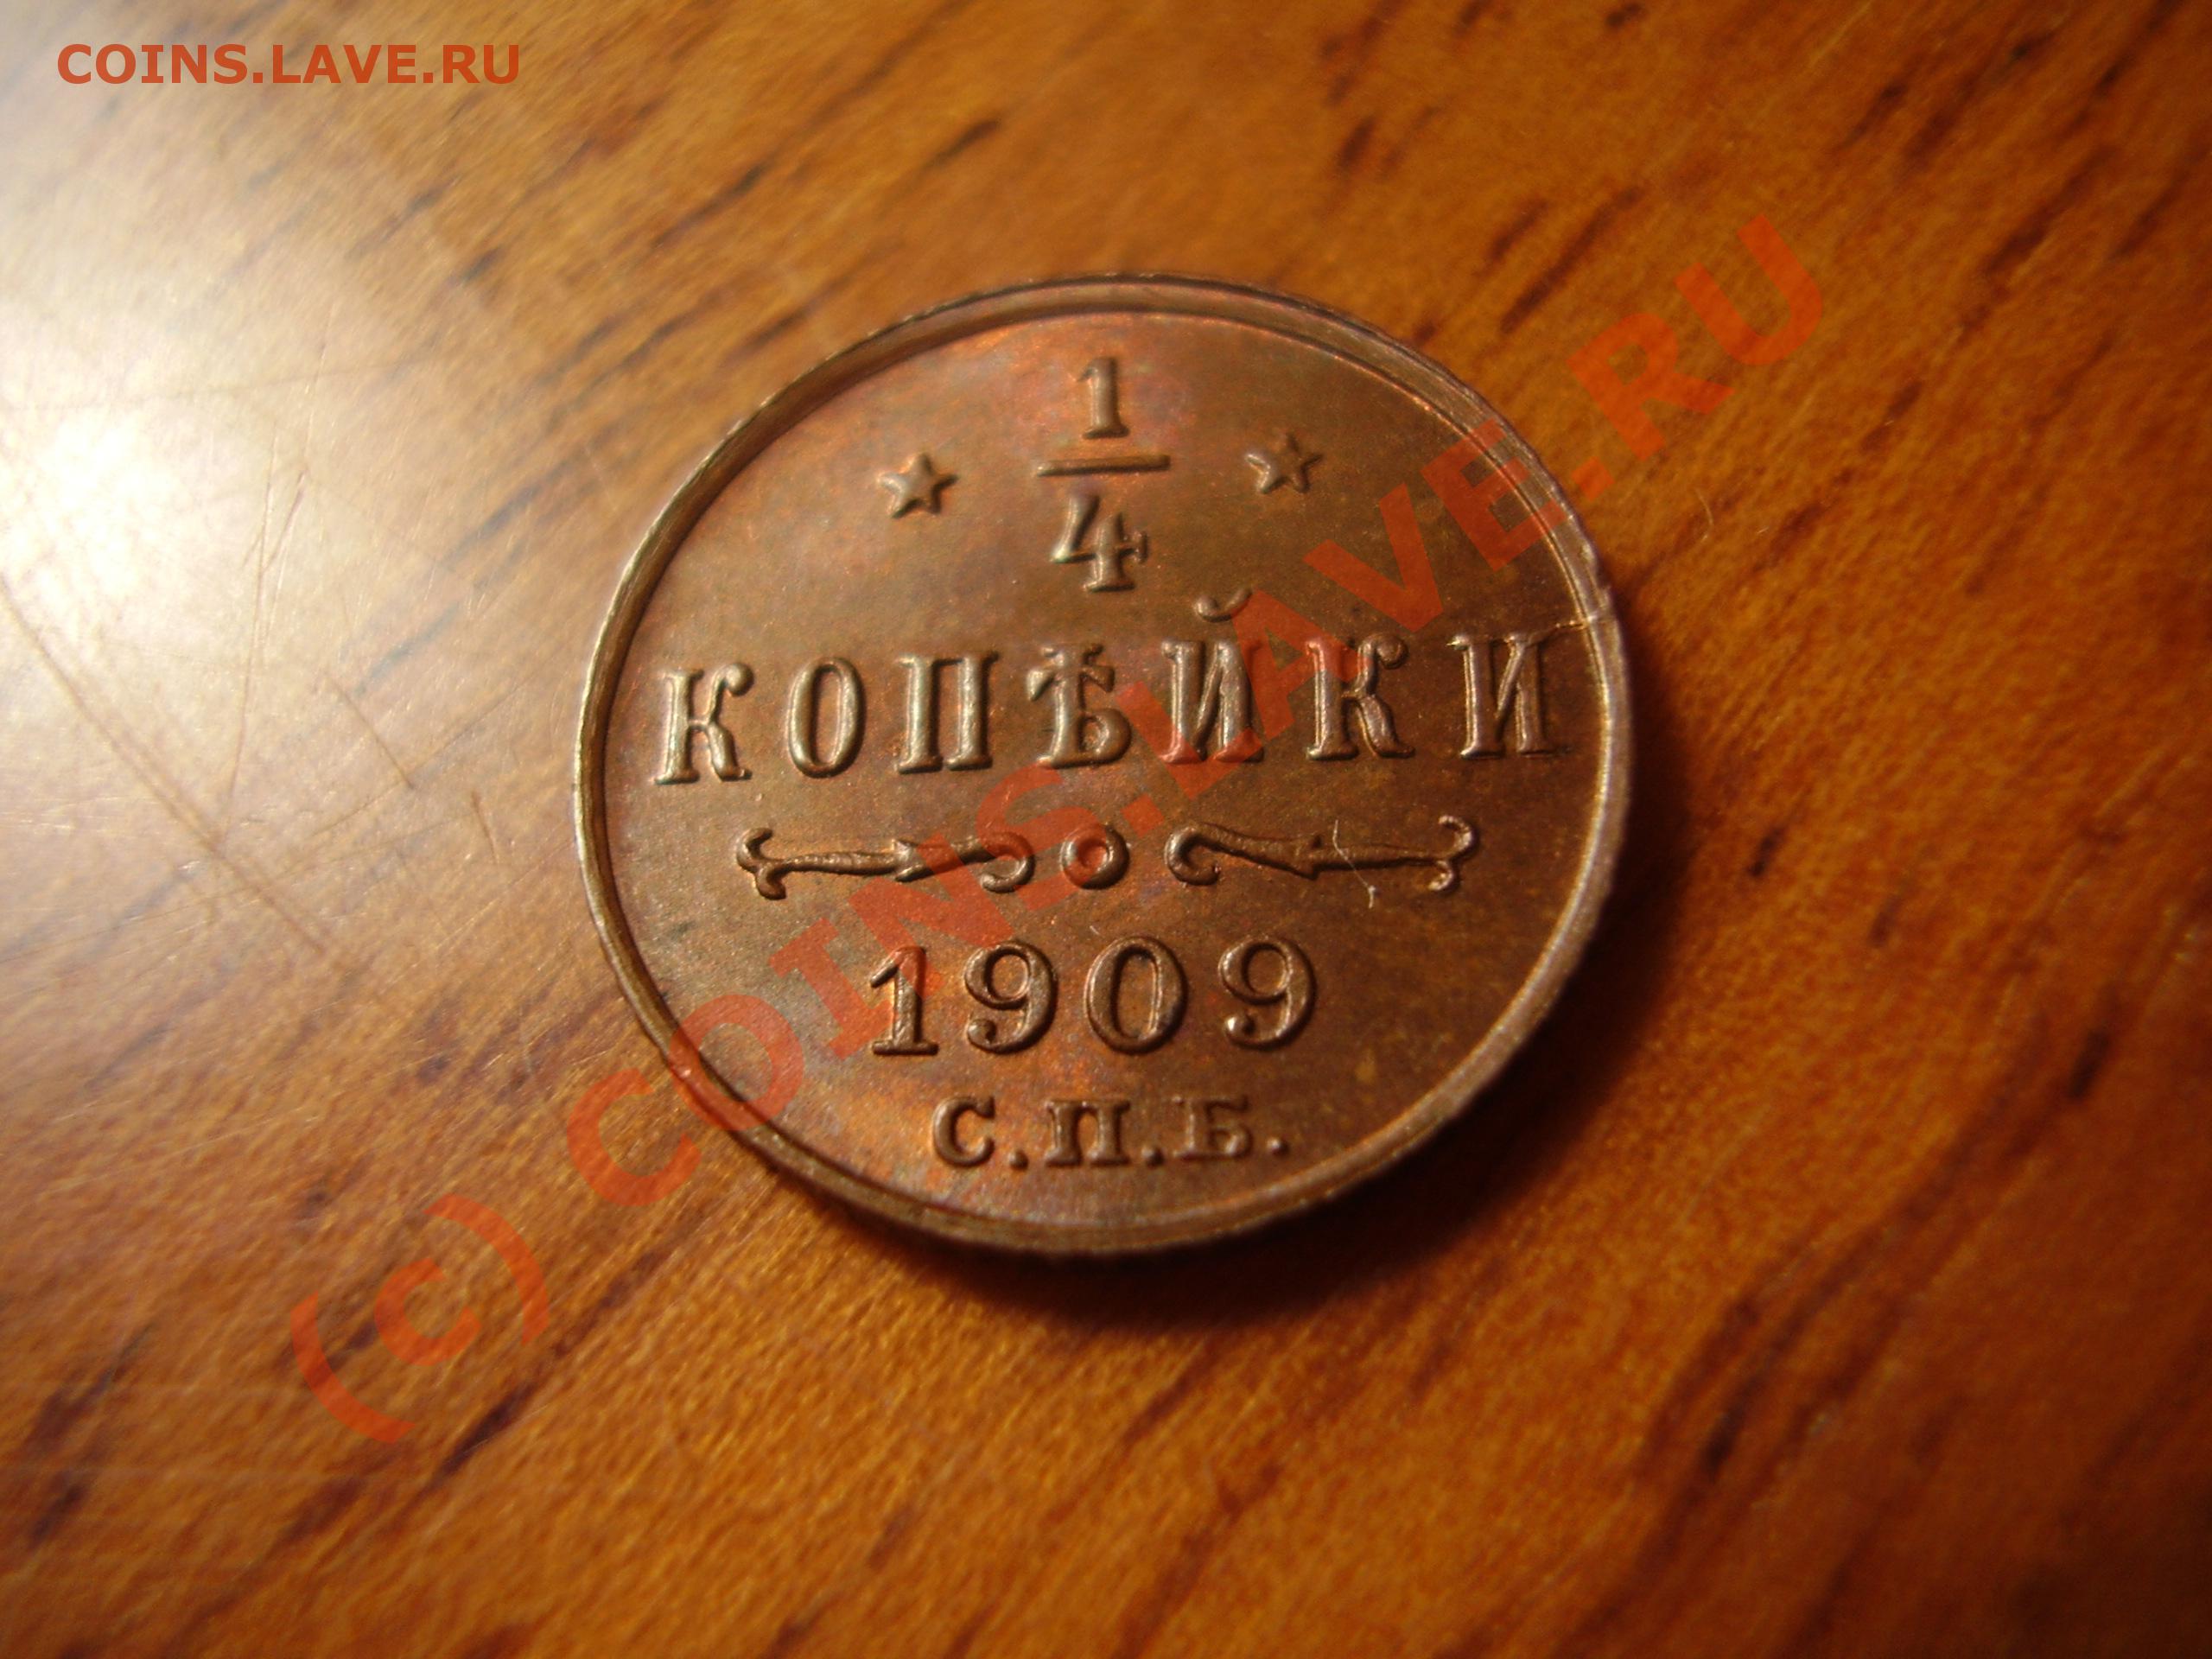 COINS.LAVE.RU
1
4
КОПѢЙКИ
1909
С.П.Б.
(c) COINS.LAVE.RU